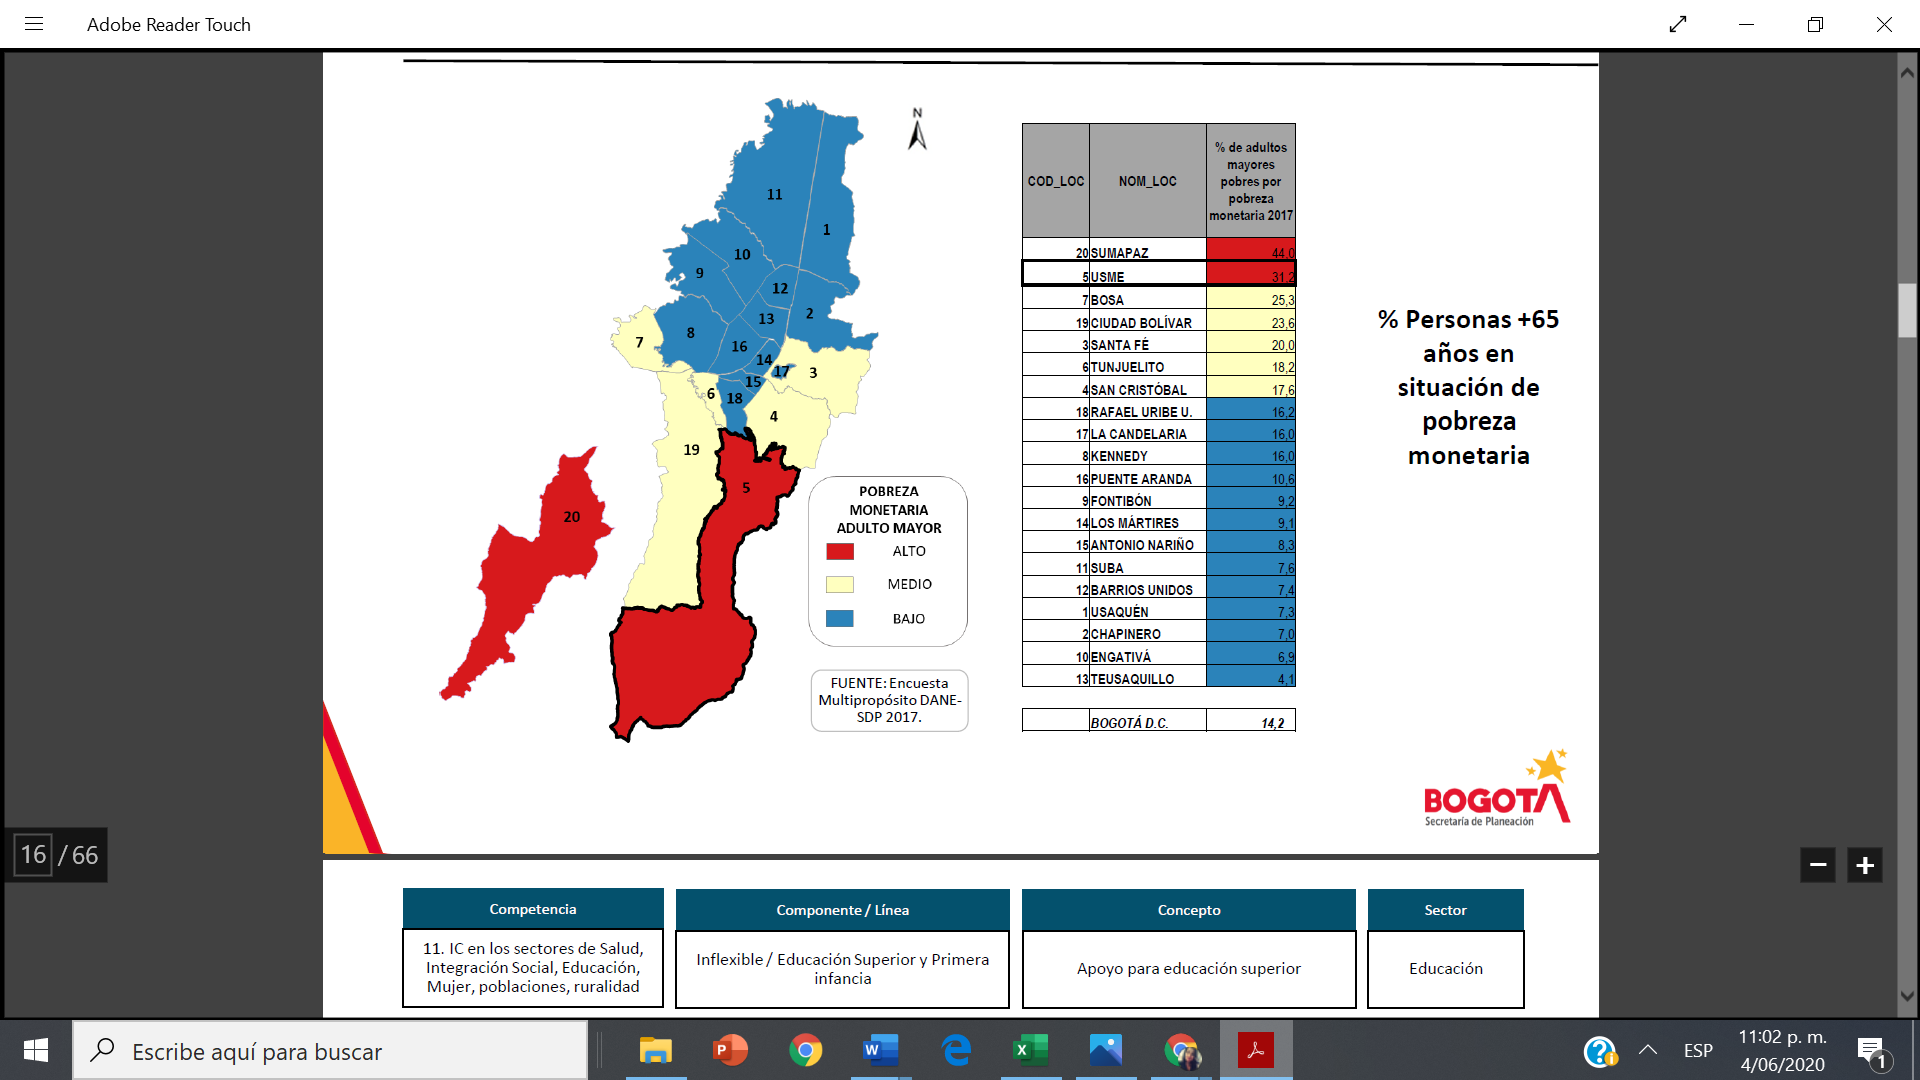 Adobe Reader Touch
N
11
1
10
9
12
2
13
8
7
16
14
17
3
15
6
18
4
19
5
20
POBREZA
MONETARIA
ADULTO MAYOR
ALTO
MEDIO
BAJO
FUENTE: Encuesta
Multipropósito DANE-
SDP 2017.
COD_LOC NOM_LOC % de adultos
mayores
pobres por
pobreza
monetaria 2017
20 SUMAPAZ 44,0
5 USME 31,2
7 BOSA 25,3
19 CIUDAD BOLÍVAR 23,6
3 SANTA FÉ 20,0
6 TUNJUELITO 18,2
4 SAN CRISTÓBAL 17,6
18 RAFAEL URIBE U. 16,2
17 LA CANDELARIA 16,0
8 KENNEDY 16,0
16 PUENTE ARANDA 10,6
9 FONTIBÓN 9,2
14 LOS MÁRTIRES 9,1
15 ANTONIO NARIÑO 8,3
11 SUBA 7,6
12 BARRIOS UNIDOS 7,4
1 USAQUÉN 7,3
2 CHAPINERO 7,0
10 ENGATIVÁ 6,9
13 TEUSAQUILLO 4,1
BOGOTÁ D.C. 14,2
% Personas +65
años en
situación de
pobreza
monetaria
BOGOTA
Secretaría de Planeación
16 / 66
Competencia
11. IC en los sectores de Salud,
Integración Social, Educación,
Mujer, poblaciones, ruralidad
Componente / Línea
Inflexible / Educación Superior y Primera
infancia
Concepto
Apoyo para educación superior
Sector
Educación
Escribe aquí para buscar
ESP
11:02 p. m.
4/06/2020
1